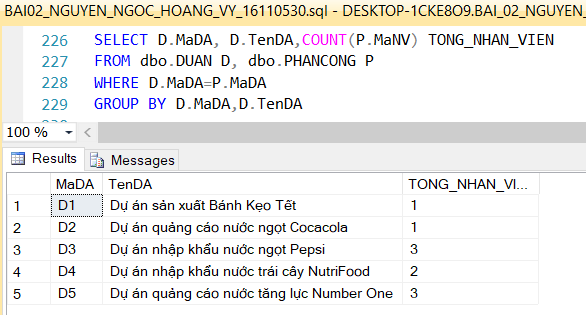 BAI02_NGUYEN_NGOC_HOANG_VY_16110530.sql - DESKTOP-1CKE8O9.BAI_02_NGUYEN_
226 SELECT D.MaDA, D.TenDA,COUNT(P.MaNV) TONG_NHAN_VIEN
227 FROM dbo.DUAN D, dbo.PHANCONG P
228 WHERE D.MaDA=P.MaDA
229 GROUP BY D.MaDA,D.TenDA
100 %
Results Messages
MaDA TenDA TONG_NHAN_VI...
1 D1 Dự án sản xuất Bánh Kẹo Tết 1
2 D2 Dự án quảng cáo nước ngọt Cocacola 1
3 D3 Dự án nhập khẩu nước ngọt Pepsi 3
4 D4 Dự án nhập khẩu nước trái cây NutriFood 2
5 D5 Dự án quảng cáo nước tăng lực Number One 3